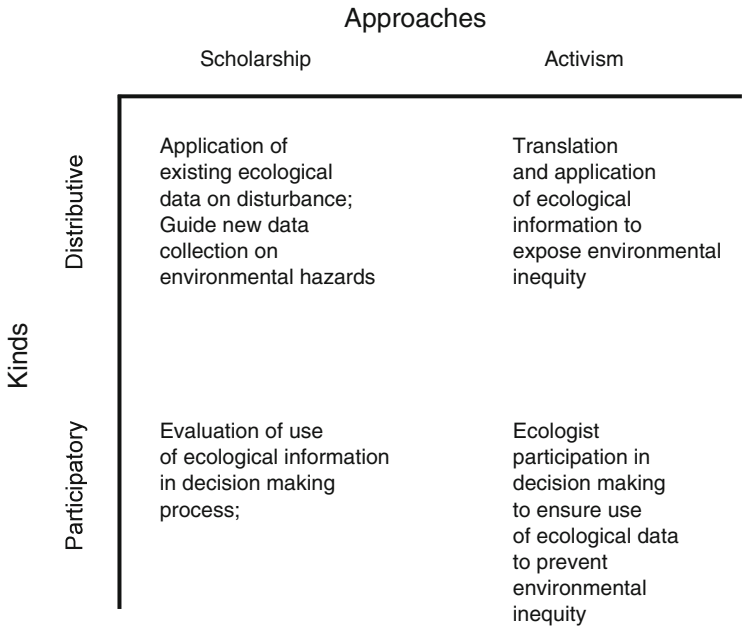 Approaches
Scholarship
Activism
Kinds
Distributive
Application of
existing ecological
data on disturbance;
Guide new data
collection on
environmental hazards
Translation
and application
of ecological
information to
expose environmental
inequity
Participatory
Evaluation of use
of ecological information
in decision making
process;
Ecologist
participation in
decision making
to ensure use
of ecological data
to prevent
environmental
inequity